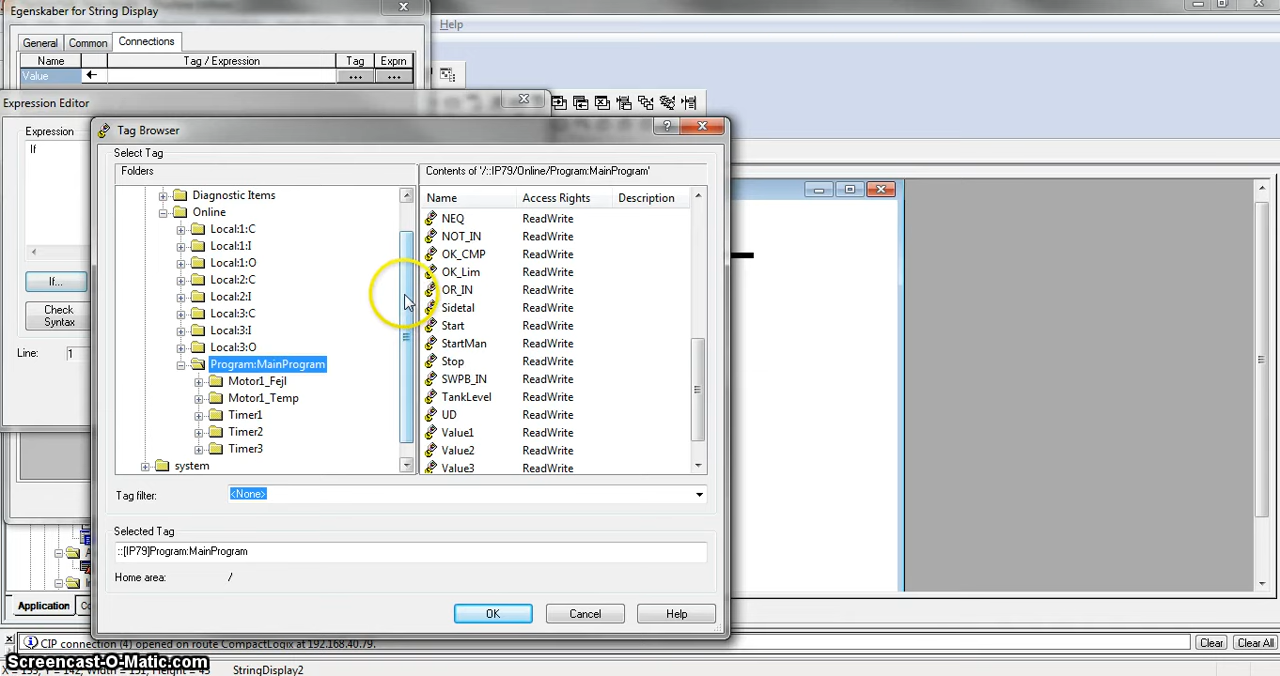 Egenskaber for String Display
Help
General Common Connections
Name Tag / Expression Tag Exprn
Value ... ...
Expression Editor
Expression
If
If...
Check
Syntax
Line: 1
Tag Browser
Select Tag
Folders
Diagnostic Items
Online
Local:1:C
Local:1:I
Local:1:O
Local:2:C
Local:2:I
Local:3:C
Local:3:I
Local:3:O
Program:MainProgram
Motor1_Fejl
Motor1_Temp
Timer1
Timer2
Timer3
system
Contents of '/::IP79/Online/Program:MainProgram'
Name Access Rights Description
NEQ ReadWrite
NOT_IN ReadWrite
OK_CMP ReadWrite
OK_Lim ReadWrite
OR_IN ReadWrite
Sidetal ReadWrite
Start ReadWrite
StartMan ReadWrite
Stop ReadWrite
SWPB_IN ReadWrite
TankLevel ReadWrite
UD ReadWrite
Value1 ReadWrite
Value2 ReadWrite
Value3 ReadWrite
Tag filter: <None>
Selected Tag
::[IP79]Program:MainProgram
Home area: /
OK Cancel Help
Application
CIP connection (4) opened on route CompactLogix at 192.168.40.79.
Clear Clear All
Screencast-O-Matic.com
StringDisplay2